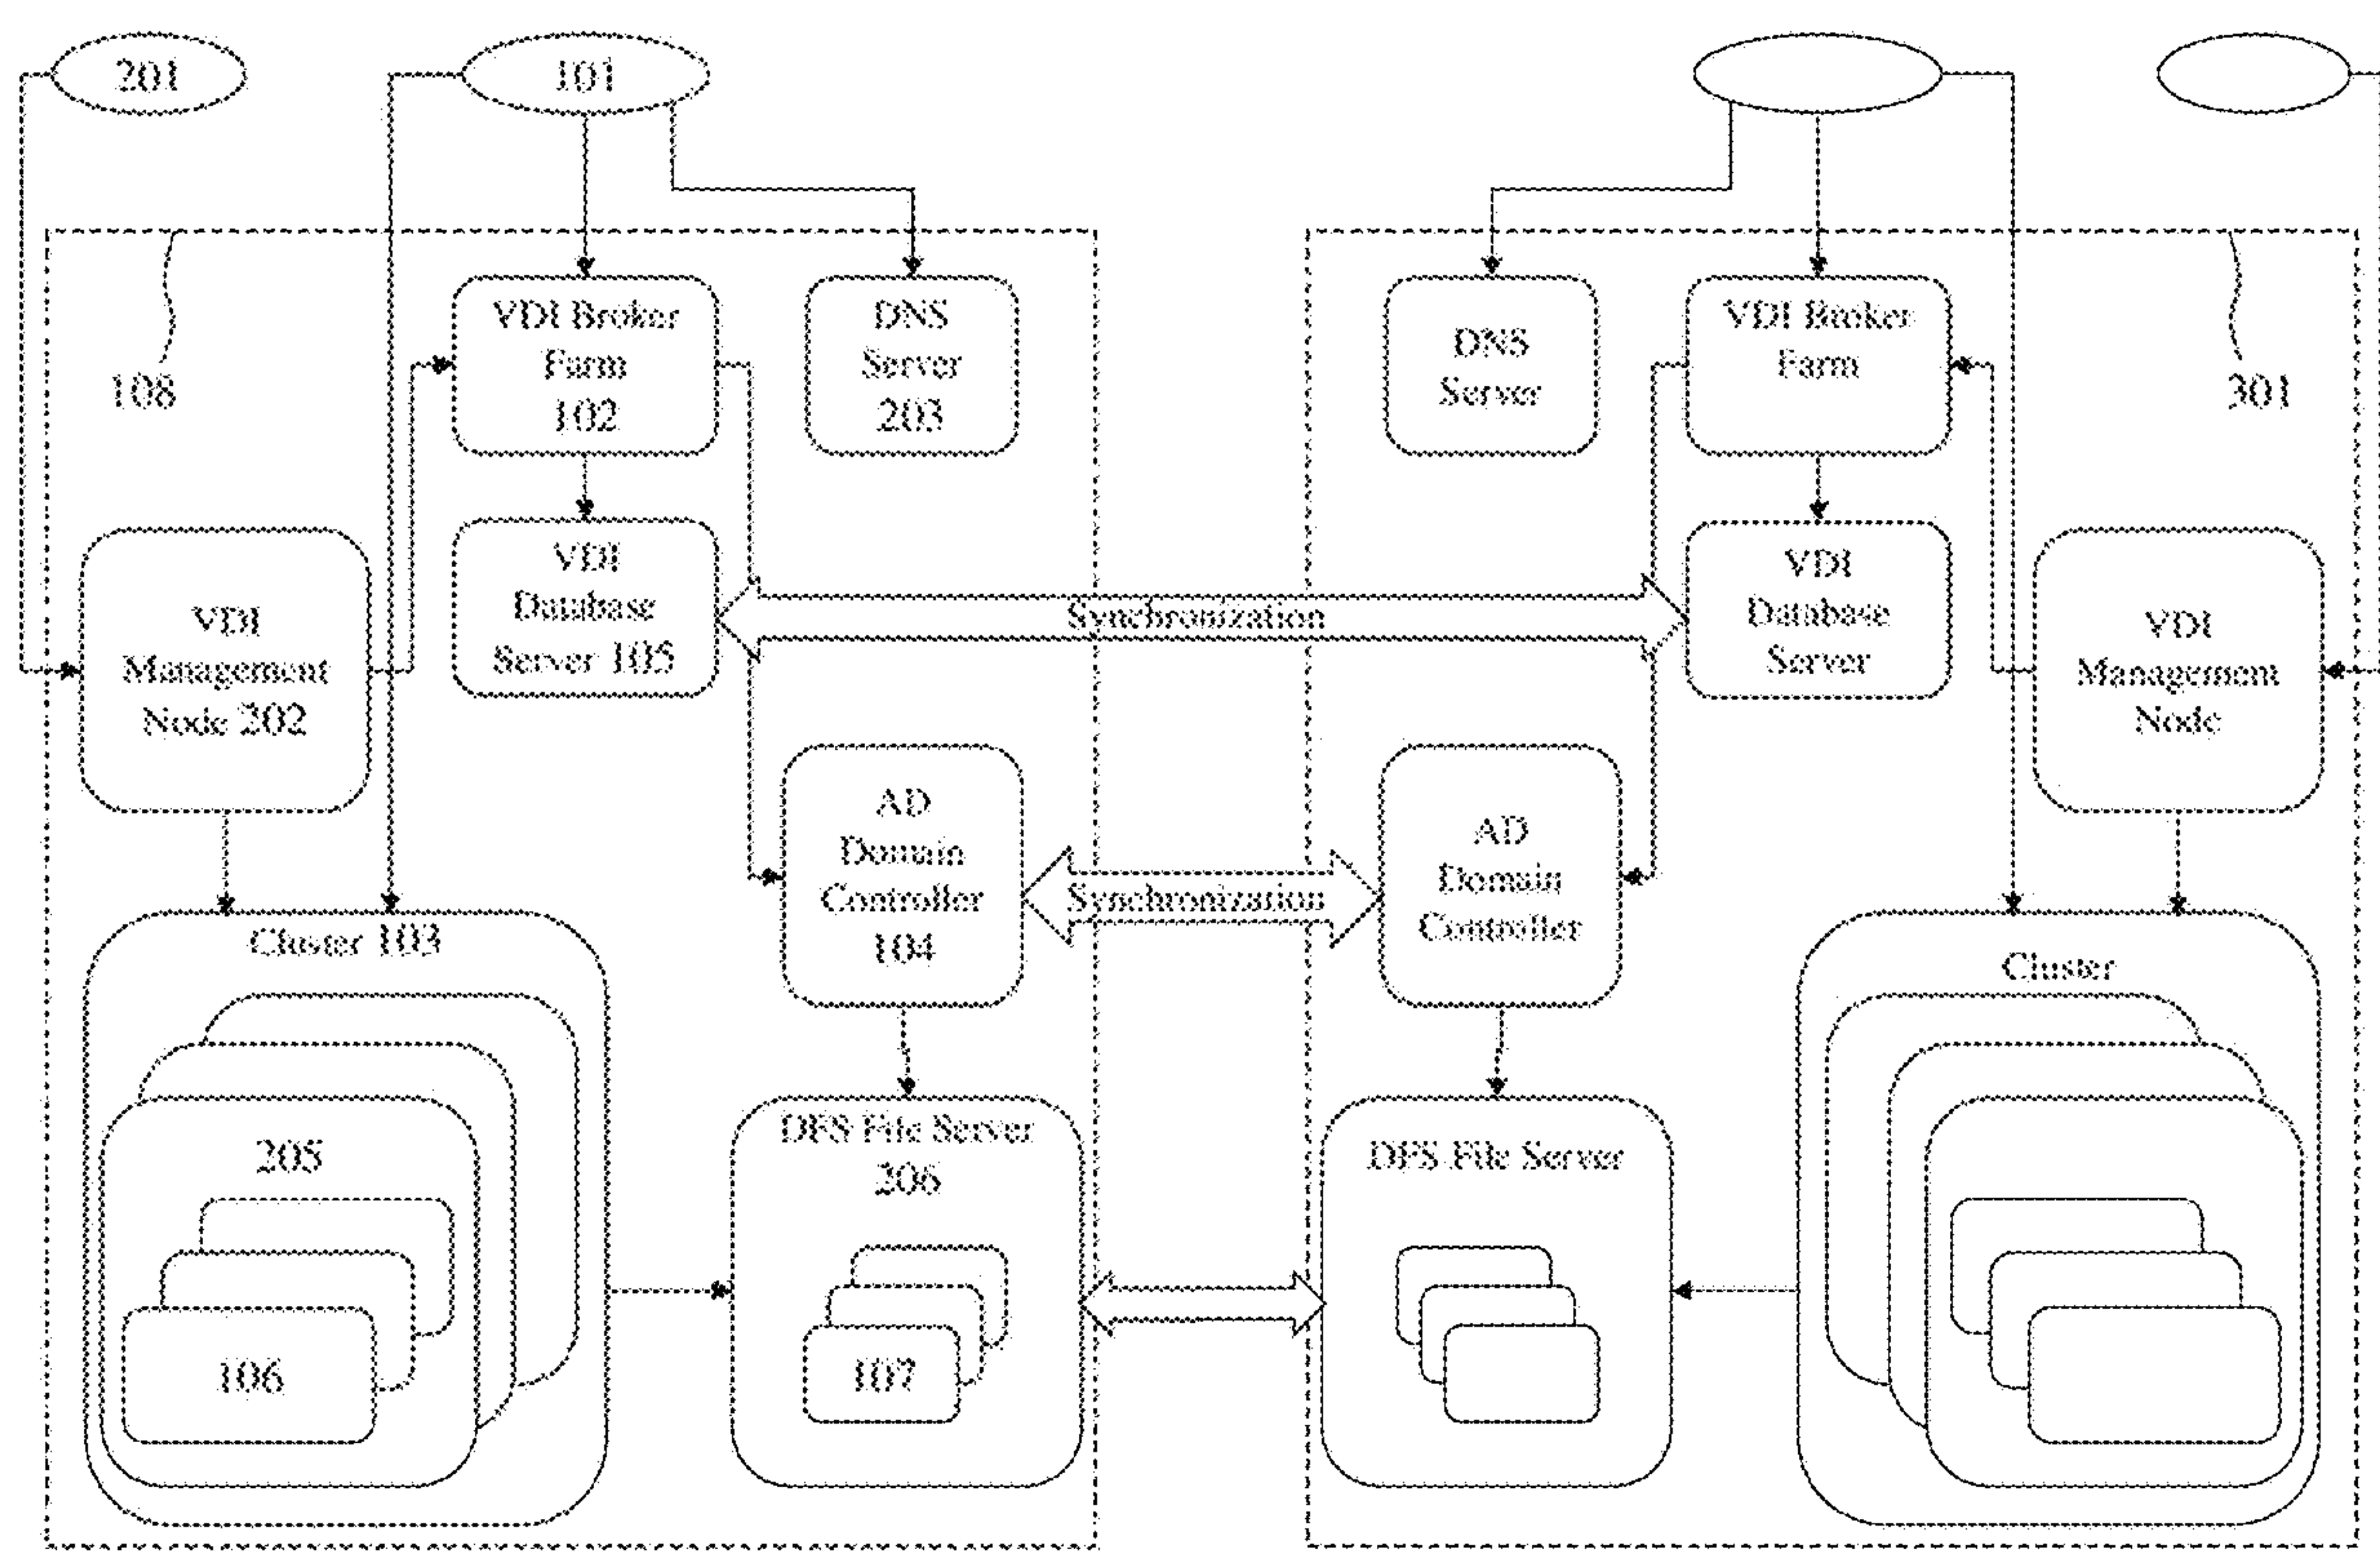 201
101
VDI Broker
Farm
102
DNS
Server
203
DNS
Server
VDI Broker
Farm
108
301
VDI
Database
Server 105
Synchronization
VDI
Database
Server
VDI
Management
Node 202
VDI
Management
Node
AD
Domain
Controller
104
Synchronization
AD
Domain
Controller
Cluster 103
Cluster
205
106
DFS File Server
206
107
DFS File Server